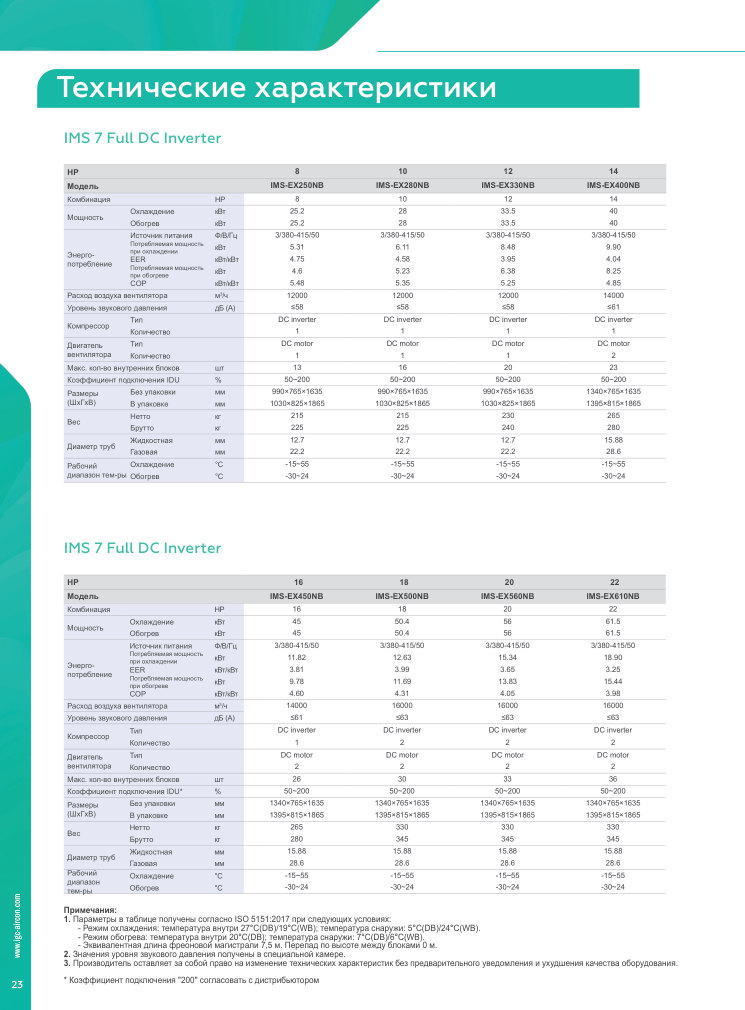 Технические характеристики
IMS 7 Full DC Inverter
HP 8 10 12 14
Модель IMS-EX250NB IMS-EX280NB IMS-EX330NB IMS-EX400NB
Комбинация HP 8 10 12 14
Мощность Охлаждение кВт 25.2 28 33.5 40
Обогрев кВт 25.2 28 33.5 40
Энерго-потребление Источник питания Ф/В/Гц 3/380-415/50 3/380-415/50 3/380-415/50 3/380-415/50
Потребляемая мощность при охлаждении кВт 5.31 6.11 8.48 9.90
EER кВт/кВт 4.75 4.58 3.95 4.04
Потребляемая мощность при обогреве кВт 4.6 5.23 6.38 8.25
COP кВт/кВт 5.48 5.35 5.25 4.85
Расход воздуха вентилятора м³/ч 12000 12000 12000 14000
Уровень звукового давления дБ (А) ≤58 ≤58 ≤58 ≤61
Компрессор Тип DC inverter DC inverter DC inverter DC inverter
Количество 1 1 1 1
Двигатель вентилятора Тип DC motor DC motor DC motor DC motor
Количество 1 1 1 2
Макс. кол-во внутренних блоков шт 13 16 20 23
Коэффициент подключения IDU % 50~200 50~200 50~200 50~200
Размеры (ШхГхВ) Без упаковки мм 990×765×1635 990×765×1635 990×765×1635 1340×765×1635
В упаковке мм 1030×825×1865 1030×825×1865 1030×825×1865 1395×815×1865
Вес Нетто кг 215 215 230 265
Брутто кг 225 225 240 280
Диаметр труб Жидкостная мм 12.7 12.7 12.7 15.88
Газовая мм 22.2 22.2 22.2 28.6
Рабочий диапазон тем-ры Охлаждение °C -15~55 -15~55 -15~55 -15~55
Обогрев °C -30~24 -30~24 -30~24 -30~24
IMS 7 Full DC Inverter
HP 16 18 20 22
Модель IMS-EX450NB IMS-EX500NB IMS-EX560NB IMS-EX610NB
Комбинация HP 16 18 20 22
Мощность Охлаждение кВт 45 50.4 56 61.5
Обогрев кВт 45 50.4 56 61.5
Энерго-потребление Источник питания Ф/В/Гц 3/380-415/50 3/380-415/50 3/380-415/50 3/380-415/50
Потребляемая мощность при охлаждении кВт 11.82 12.63 15.34 18.90
EER кВт/кВт 3.81 3.99 3.65 3.25
Потребляемая мощность при обогреве кВт 9.78 11.69 13.83 15.44
COP кВт/кВт 4.60 4.31 4.05 3.98
Расход воздуха вентилятора м³/ч 14000 16000 16000 16000
Уровень звукового давления дБ (А) ≤61 ≤63 ≤63 ≤63
Компрессор Тип DC inverter DC inverter DC inverter DC inverter
Количество 1 2 2 2
Двигатель вентилятора Тип DC motor DC motor DC motor DC motor
Количество 2 2 2 2
Макс. кол-во внутренних блоков шт 26 30 33 36
Коэффициент подключения IDU* % 50~200 50~200 50~200 50~200
Размеры (ШхГхВ) Без упаковки мм 1340×765×1635 1340×765×1635 1340×765×1635 1340×765×1635
В упаковке мм 1395×815×1865 1395×815×1865 1395×815×1865 1395×815×1865
Вес Нетто кг 265 330 330 330
Брутто кг 280 345 345 345
Диаметр труб Жидкостная мм 15.88 15.88 15.88 15.88
Газовая мм 28.6 28.6 28.6 28.6
Рабочий диапазон тем-ры Охлаждение °C -15~55 -15~55 -15~55 -15~55
Обогрев °C -30~24 -30~24 -30~24 -30~24
Примечания:
1. Параметры в таблице получены согласно ISO 5151:2017 при следующих условиях:
- Режим охлаждения: температура внутри 27°C(DB)/19°C(WB); температура снаружи: 5°C(DB)/24°C(WB).
- Режим обогрева: температура внутри 20°C(DB); температура снаружи: 7°C(DB)/6°C(WB).
- Эквивалентная длина фреоновой магистрали 7,5 м. Перепад по высоте между блоками 0 м.
2. Значения уровня звукового давления получены в специальной камере.
3. Производитель оставляет за собой право на изменение технических характеристик без предварительного уведомления и ухудшения качества оборудования.
* Коэффициент подключения "200" согласовать с дистрибьютором
www.igc-aircon.com
23